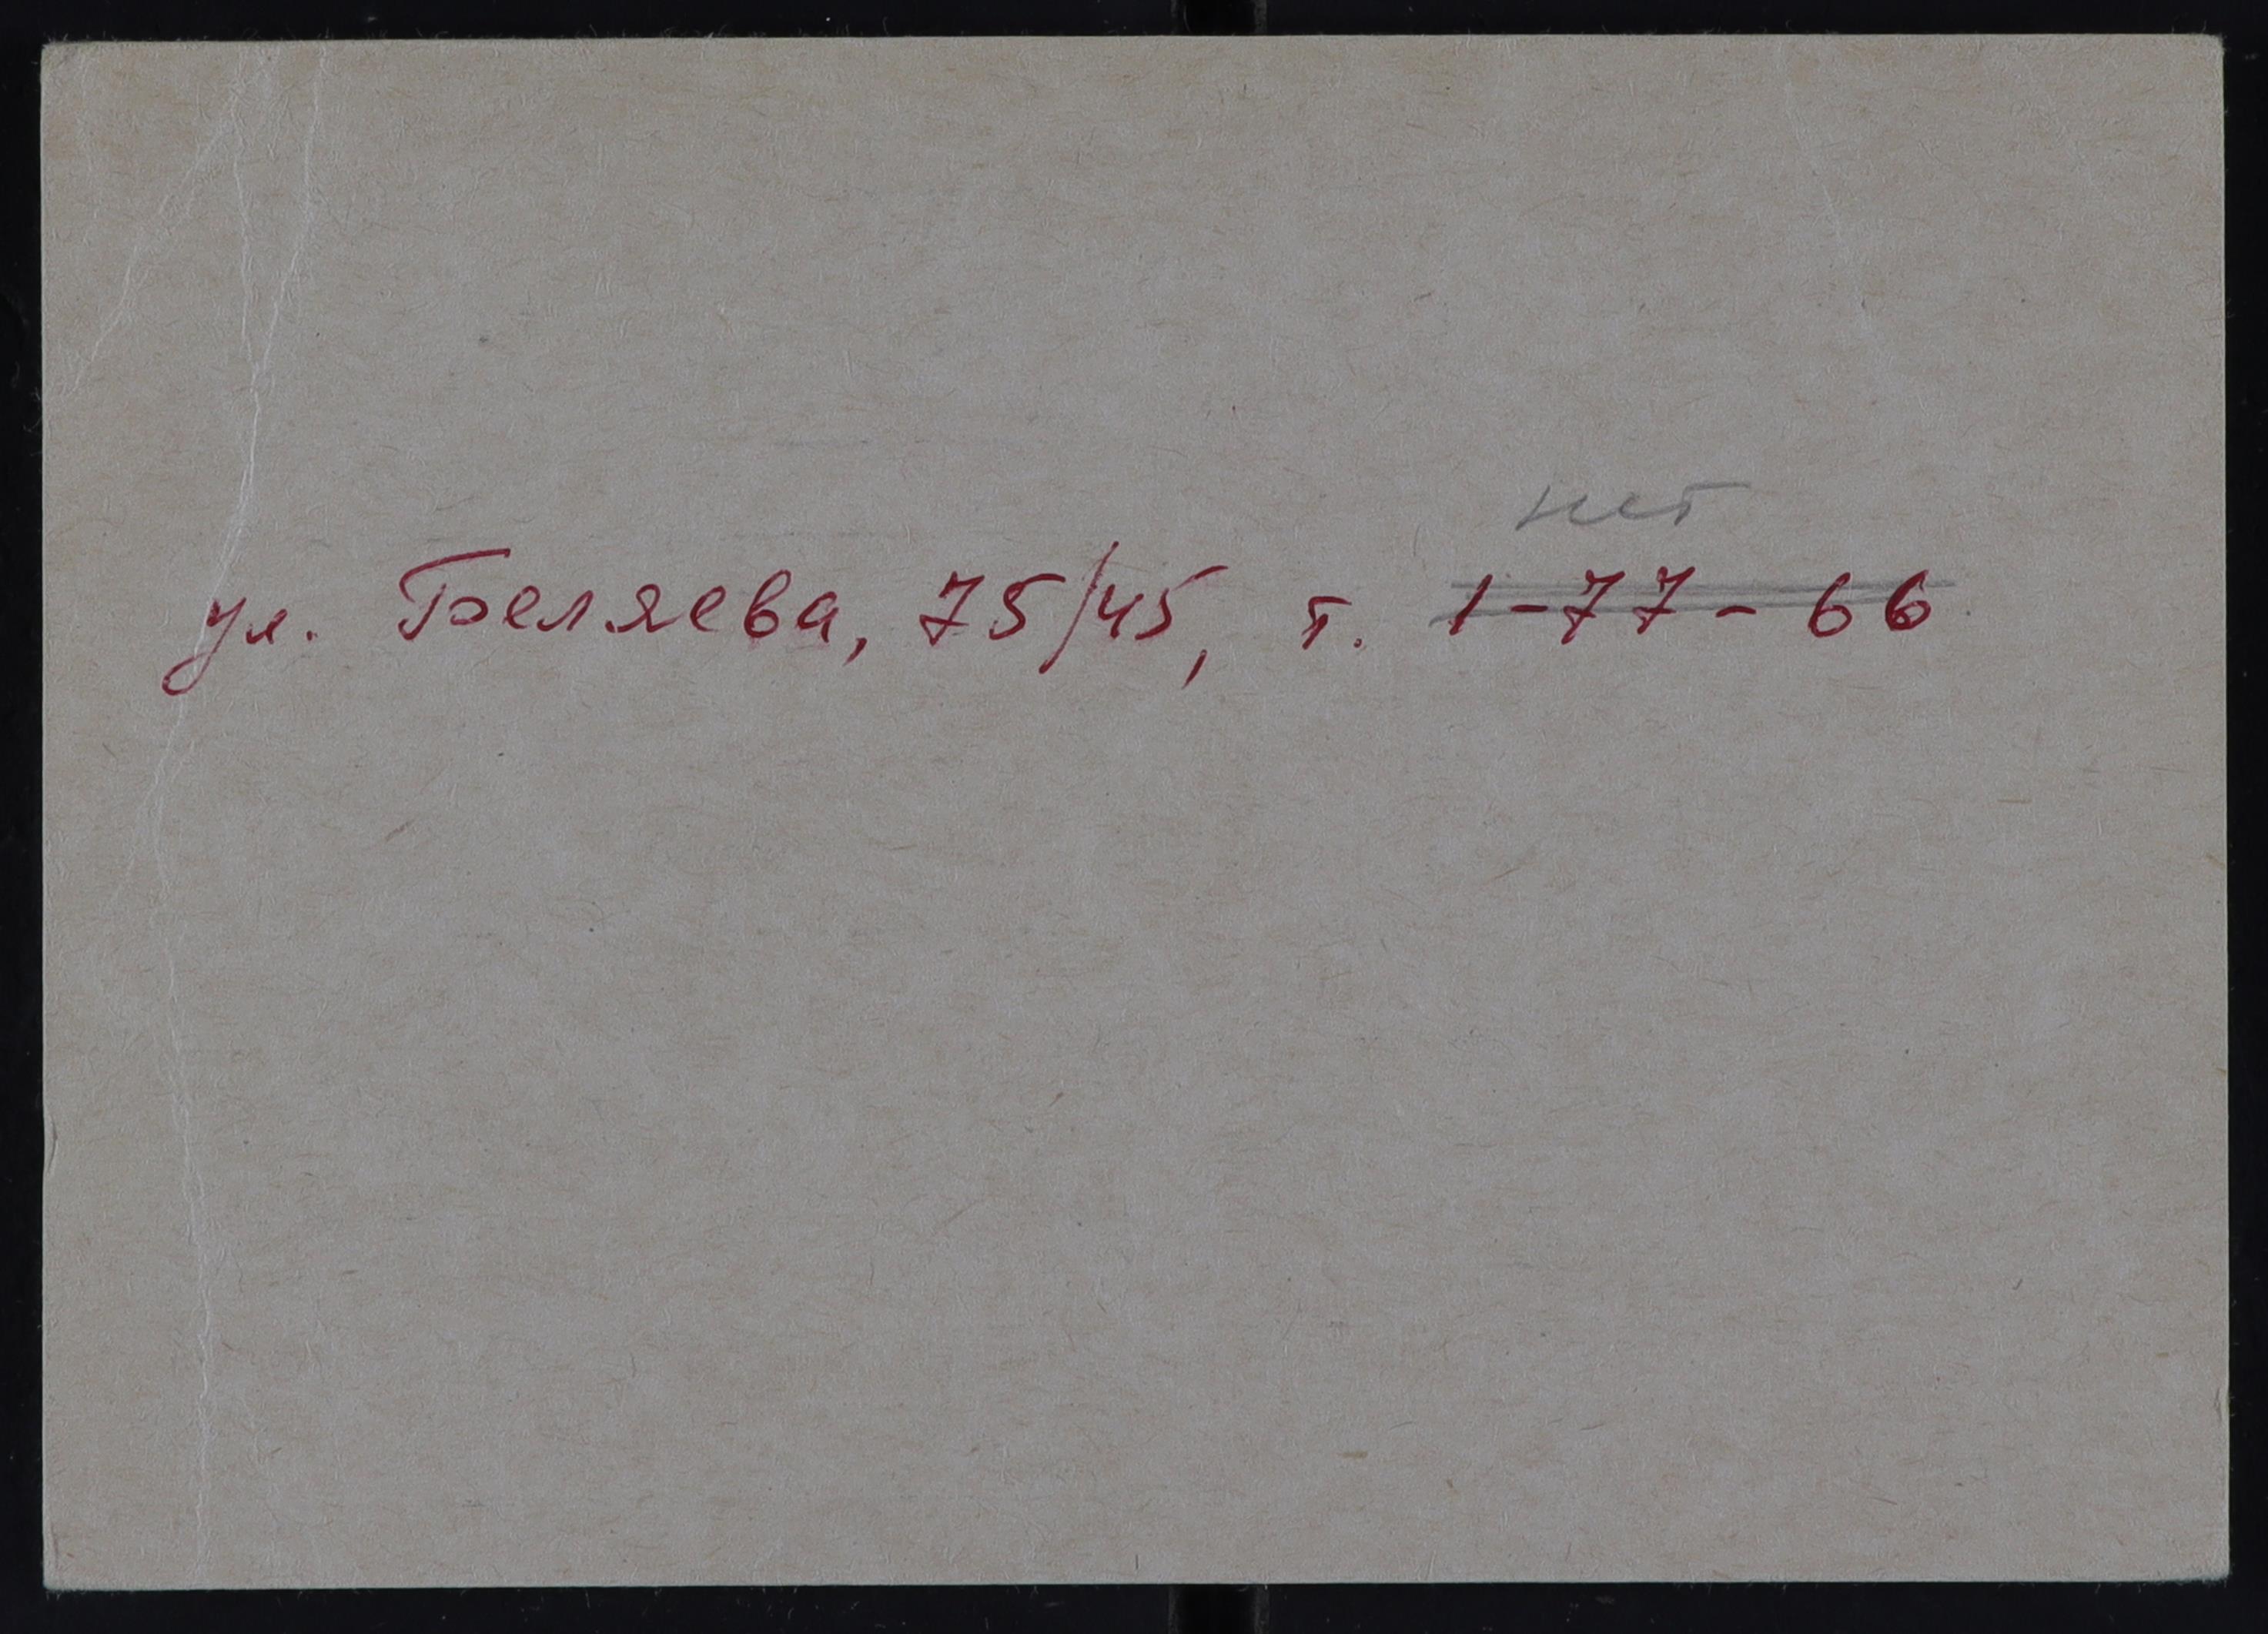 нет
ул. Беляева, 75/45, т. 1-77-66